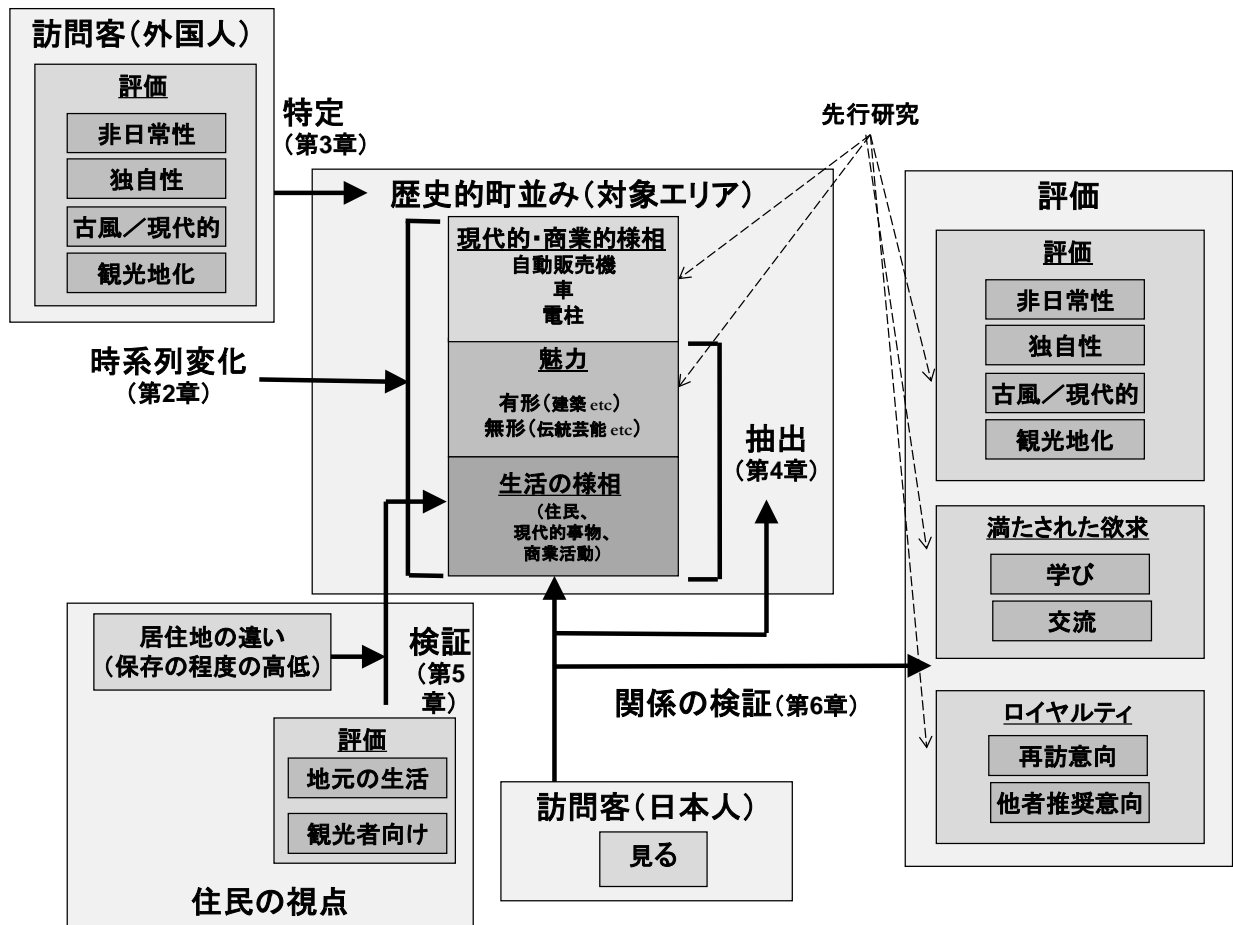 訪問客（外国人）
評価
非日常性
独自性
古風／現代的
観光地化
特定
（第3章）
時系列変化
（第2章）
歴史的町並み（対象エリア）
現代的・商業的様相
自動販売機
車
電柱
魅力
有形（建築 etc）
無形（伝統芸能 etc）
生活の様相
（住民、
現代的事物、
商業活動）
先行研究
抽出
（第4章）
評価
評価
非日常性
独自性
古風／現代的
観光地化
満たされた欲求
学び
交流
ロイヤルティ
再訪意向
他者推奨意向
居住地の違い
（保存の程度の高低）
検証
（第5
章）
評価
地元の生活
観光者向け
住民の視点
関係の検証（第6章）
訪問客（日本人）
見る